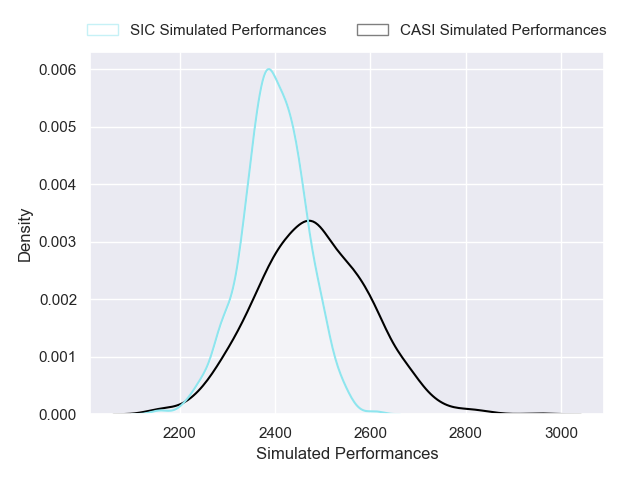 SIC Simulated Performances CASI Simulated Performances
0.006
0.005
0.004
0.003
0.002
0.001
0.000
Density
2200 2400 2600 2800 3000
Simulated Performances